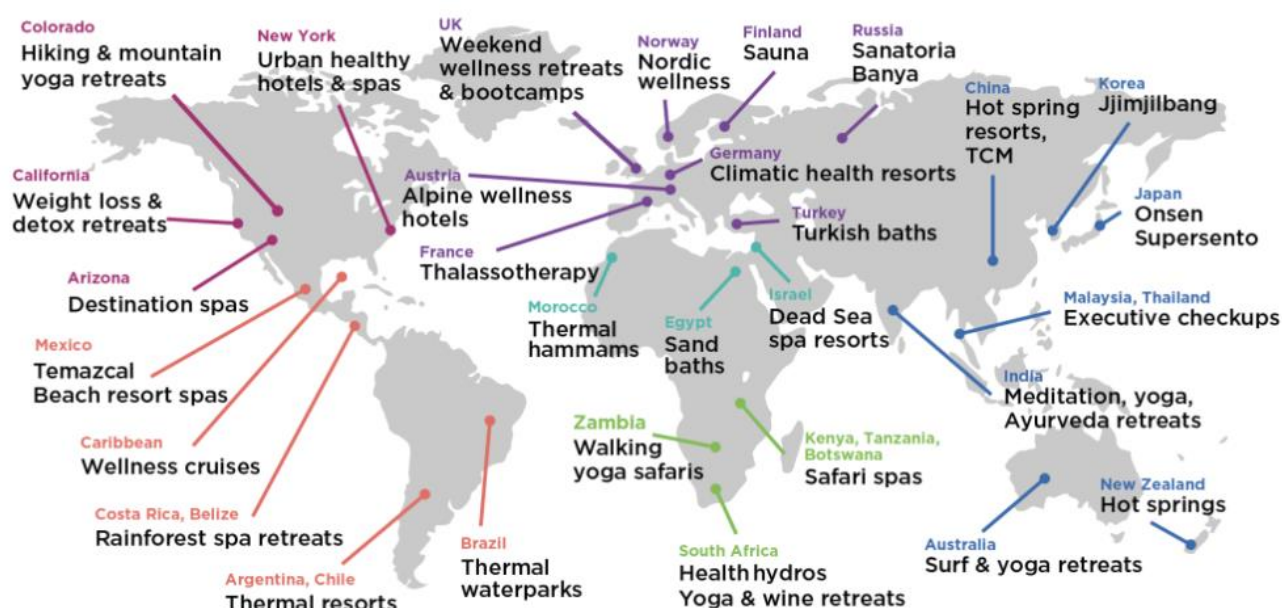 Colorado
Hiking & mountain
yoga retreats
New York
Urban healthy
hotels & spas
UK
Weekend
wellness retreats
& bootcamps
Norway
Nordic
wellness
Finland
Sauna
Russia
Sanatoria
Banya
China
Hot spring
resorts,
TCM
Korea
Jjimjilbang
California
Weight loss &
detox retreats
Austria
Alpine wellness
hotels
Germany
Climatic health resorts
Japan
Onsen
Supersento
Turkey
Turkish baths
France
Thalassotherapy
Arizona
Destination spas
Morocco
Thermal
hammams
Egypt
Sand
baths
Israel
Dead Sea
spa resorts
Malaysia, Thailand
Executive checkups
Mexico
Temazcal
Beach resort spas
India
Meditation, yoga,
Ayurveda retreats
Caribbean
Wellness cruises
Zambia
Walking
yoga safaris
Kenya, Tanzania,
Botswana
Safari spas
Costa Rica, Belize
Rainforest spa retreats
New Zealand
Hot springs
Argentina, Chile
Thermal resorts
Brazil
Thermal
waterparks
South Africa
Health hydros
Yoga & wine retreats
Australia
Surf & yoga retreats